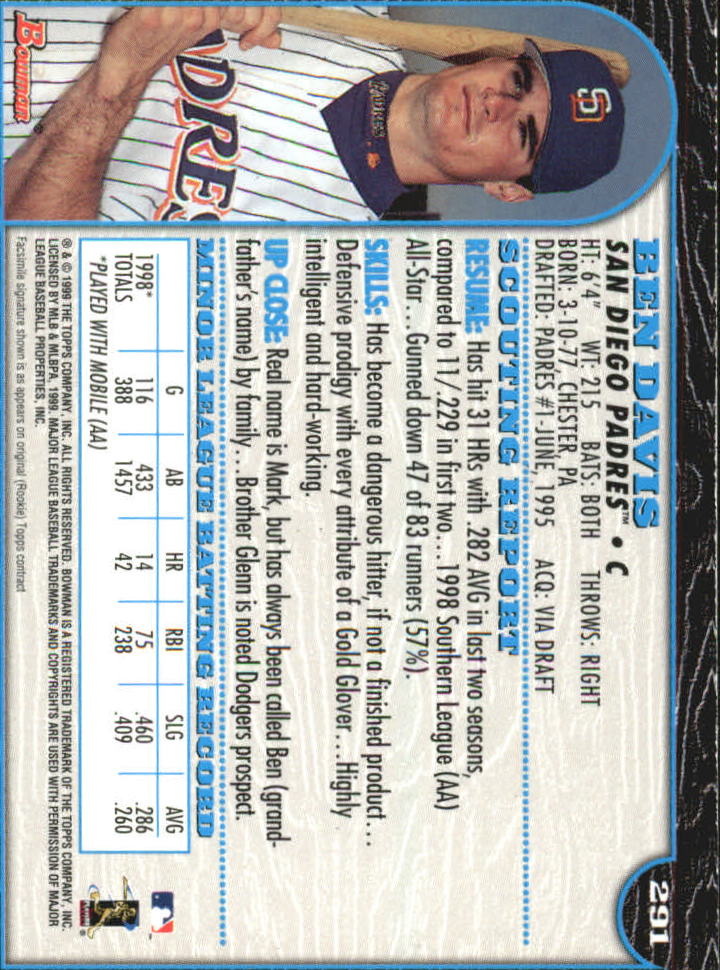 291
BEN DAVIS
SAN DIEGO PADRES™ • C
HT: 6'4" WT: 215 BATS: BOTH THROWS: RIGHT
BORN: 3-10-77, CHESTER, PA
DRAFTED: PADRES #1-JUNE, 1995 ACQ: VIA DRAFT
SCOUTING REPORT
RESUME: Has hit 31 HRs with .282 AVG in last two seasons,
compared to 11/.229 in first two... 1998 Southern League (AA)
All-Star... Gunned down 47 of 83 runners (57%).
SKILLS: Has become a dangerous hitter, if not a finished product...
Defensive prodigy with every attribute of a Gold Glover... Highly
intelligent and hard-working.
UP CLOSE: Real name is Mark, but has always been called Ben (grand-
father's name) by family... Brother Glenn is noted Dodgers prospect.
MINOR LEAGUE BATTING RECORD
G AB HR RBI SLG AVG
1998* 116 433 14 75 .460 .286
TOTALS 388 1457 42 238 .409 .260
*PLAYED WITH MOBILE (AA)
® & © 1999 THE TOPPS COMPANY, INC. ALL RIGHTS RESERVED. BOWMAN IS A REGISTERED TRADEMARK OF THE TOPPS COMPANY, INC.
LICENSED BY MLB & MLBPA. 1999. MAJOR LEAGUE BASEBALL TRADEMARKS AND COPYRIGHTS ARE USED WITH PERMISSION OF MAJOR
LEAGUE BASEBALL PROPERTIES, INC.
Facsimile signature shown is as appears on original (Rookie) Topps contract
SD
PADRES
ADRES
Bowman®